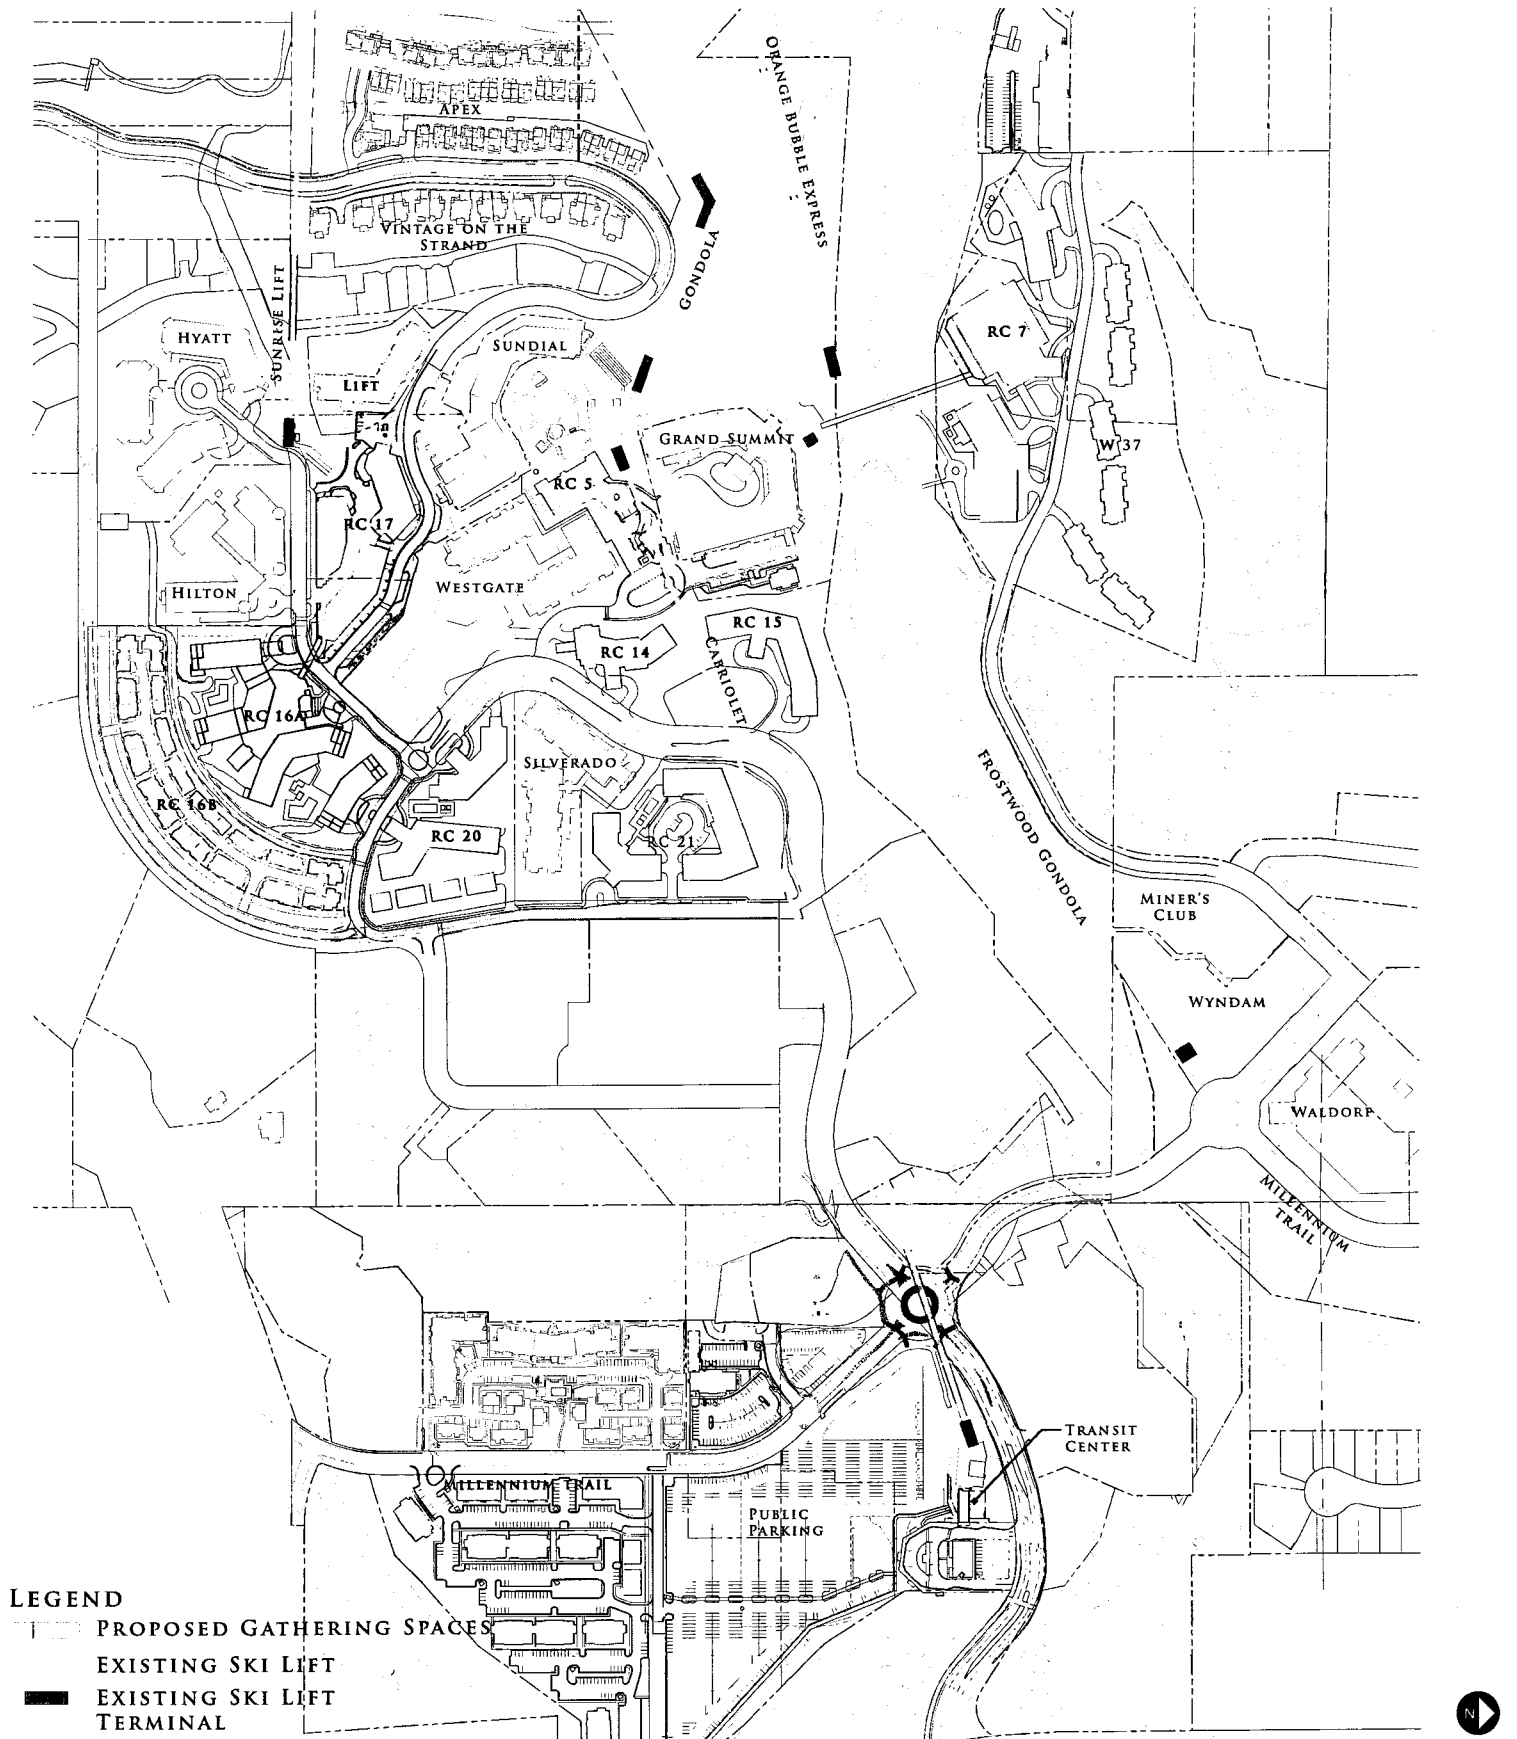 ORANGE BUBBLE EXPRESS
APEX
VINTAGE ON THE
STRAND
GONDOLA
SUNRISE LIFT
HYATT
LIFT
SUNDIAL
RC 7
GRAND SUMMIT
W 37
RC 5
RC 17
HILTON
WESTGATE
RC 15
RC 14
CABRIOLET
RC 16A
SILVERADO
RC 16B
RC 20
RC 21
FROSTWOOD GONDOLA
MINER'S
CLUB
WYNDAM
WALDORF
MILLENNIUM
TRAIL
TRANSIT
CENTER
MILLENNIUM TRAIL
PUBLIC
PARKING
LEGEND
PROPOSED GATHERING SPACES
EXISTING SKI LIFT
EXISTING SKI LIFT
TERMINAL
N